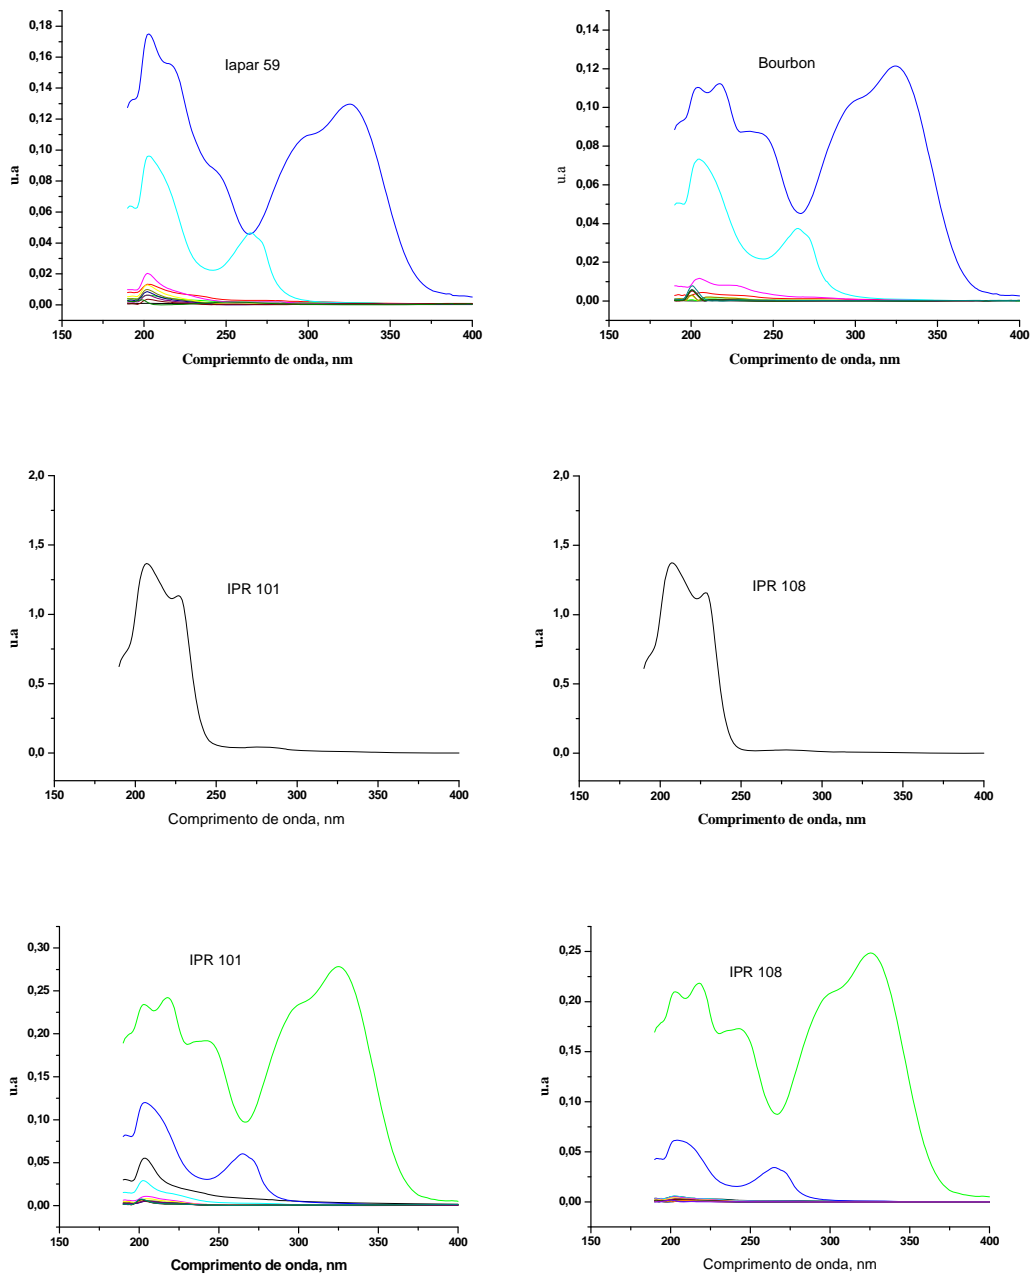 0,18
0,16
0,14
0,12
0,10
0,08
0,06
0,04
0,02
0,00
u.a
Iapar 59
150 200 250 300 350 400
Compriemnto de onda, nm
0,14
0,12
0,10
0,08
0,06
0,04
0,02
0,00
u.a
Bourbon
150 200 250 300 350 400
Comprimento de onda, nm
2,0
1,5
1,0
0,5
0,0
u.a
IPR 101
150 200 250 300 350 400
Comprimento de onda, nm
2,0
1,5
1,0
0,5
0,0
u.a
IPR 108
150 200 250 300 350 400
Comprimento de onda, nm
0,30
0,25
0,20
0,15
0,10
0,05
0,00
u.a
IPR 101
150 200 250 300 350 400
Comprimento de onda, nm
0,25
0,20
0,15
0,10
0,05
0,00
u.a
IPR 108
150 200 250 300 350 400
Comprimento de onda, nm